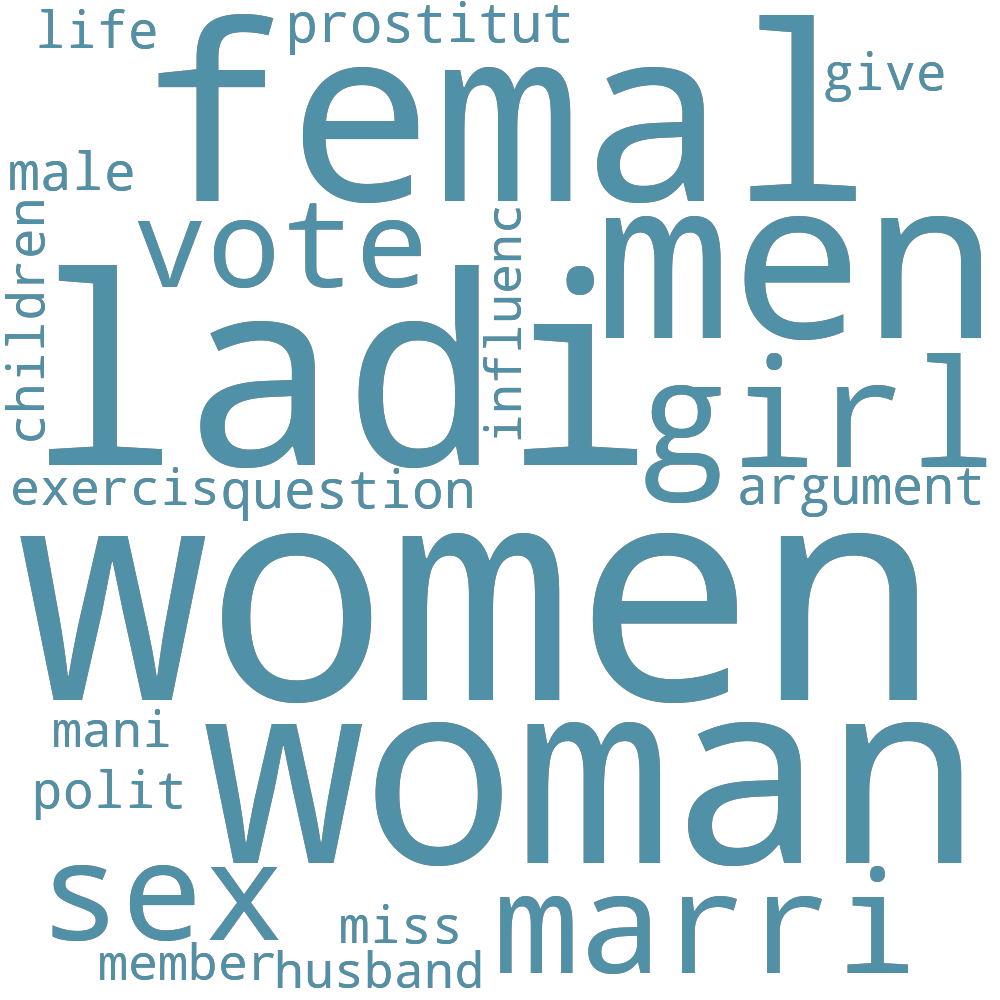 life
prostitut
femal
give
male
children
vote
influenc
men
ladi
girl
exercis
question
argument
women
mani
woman
polit
sex
marri
miss
member
husband